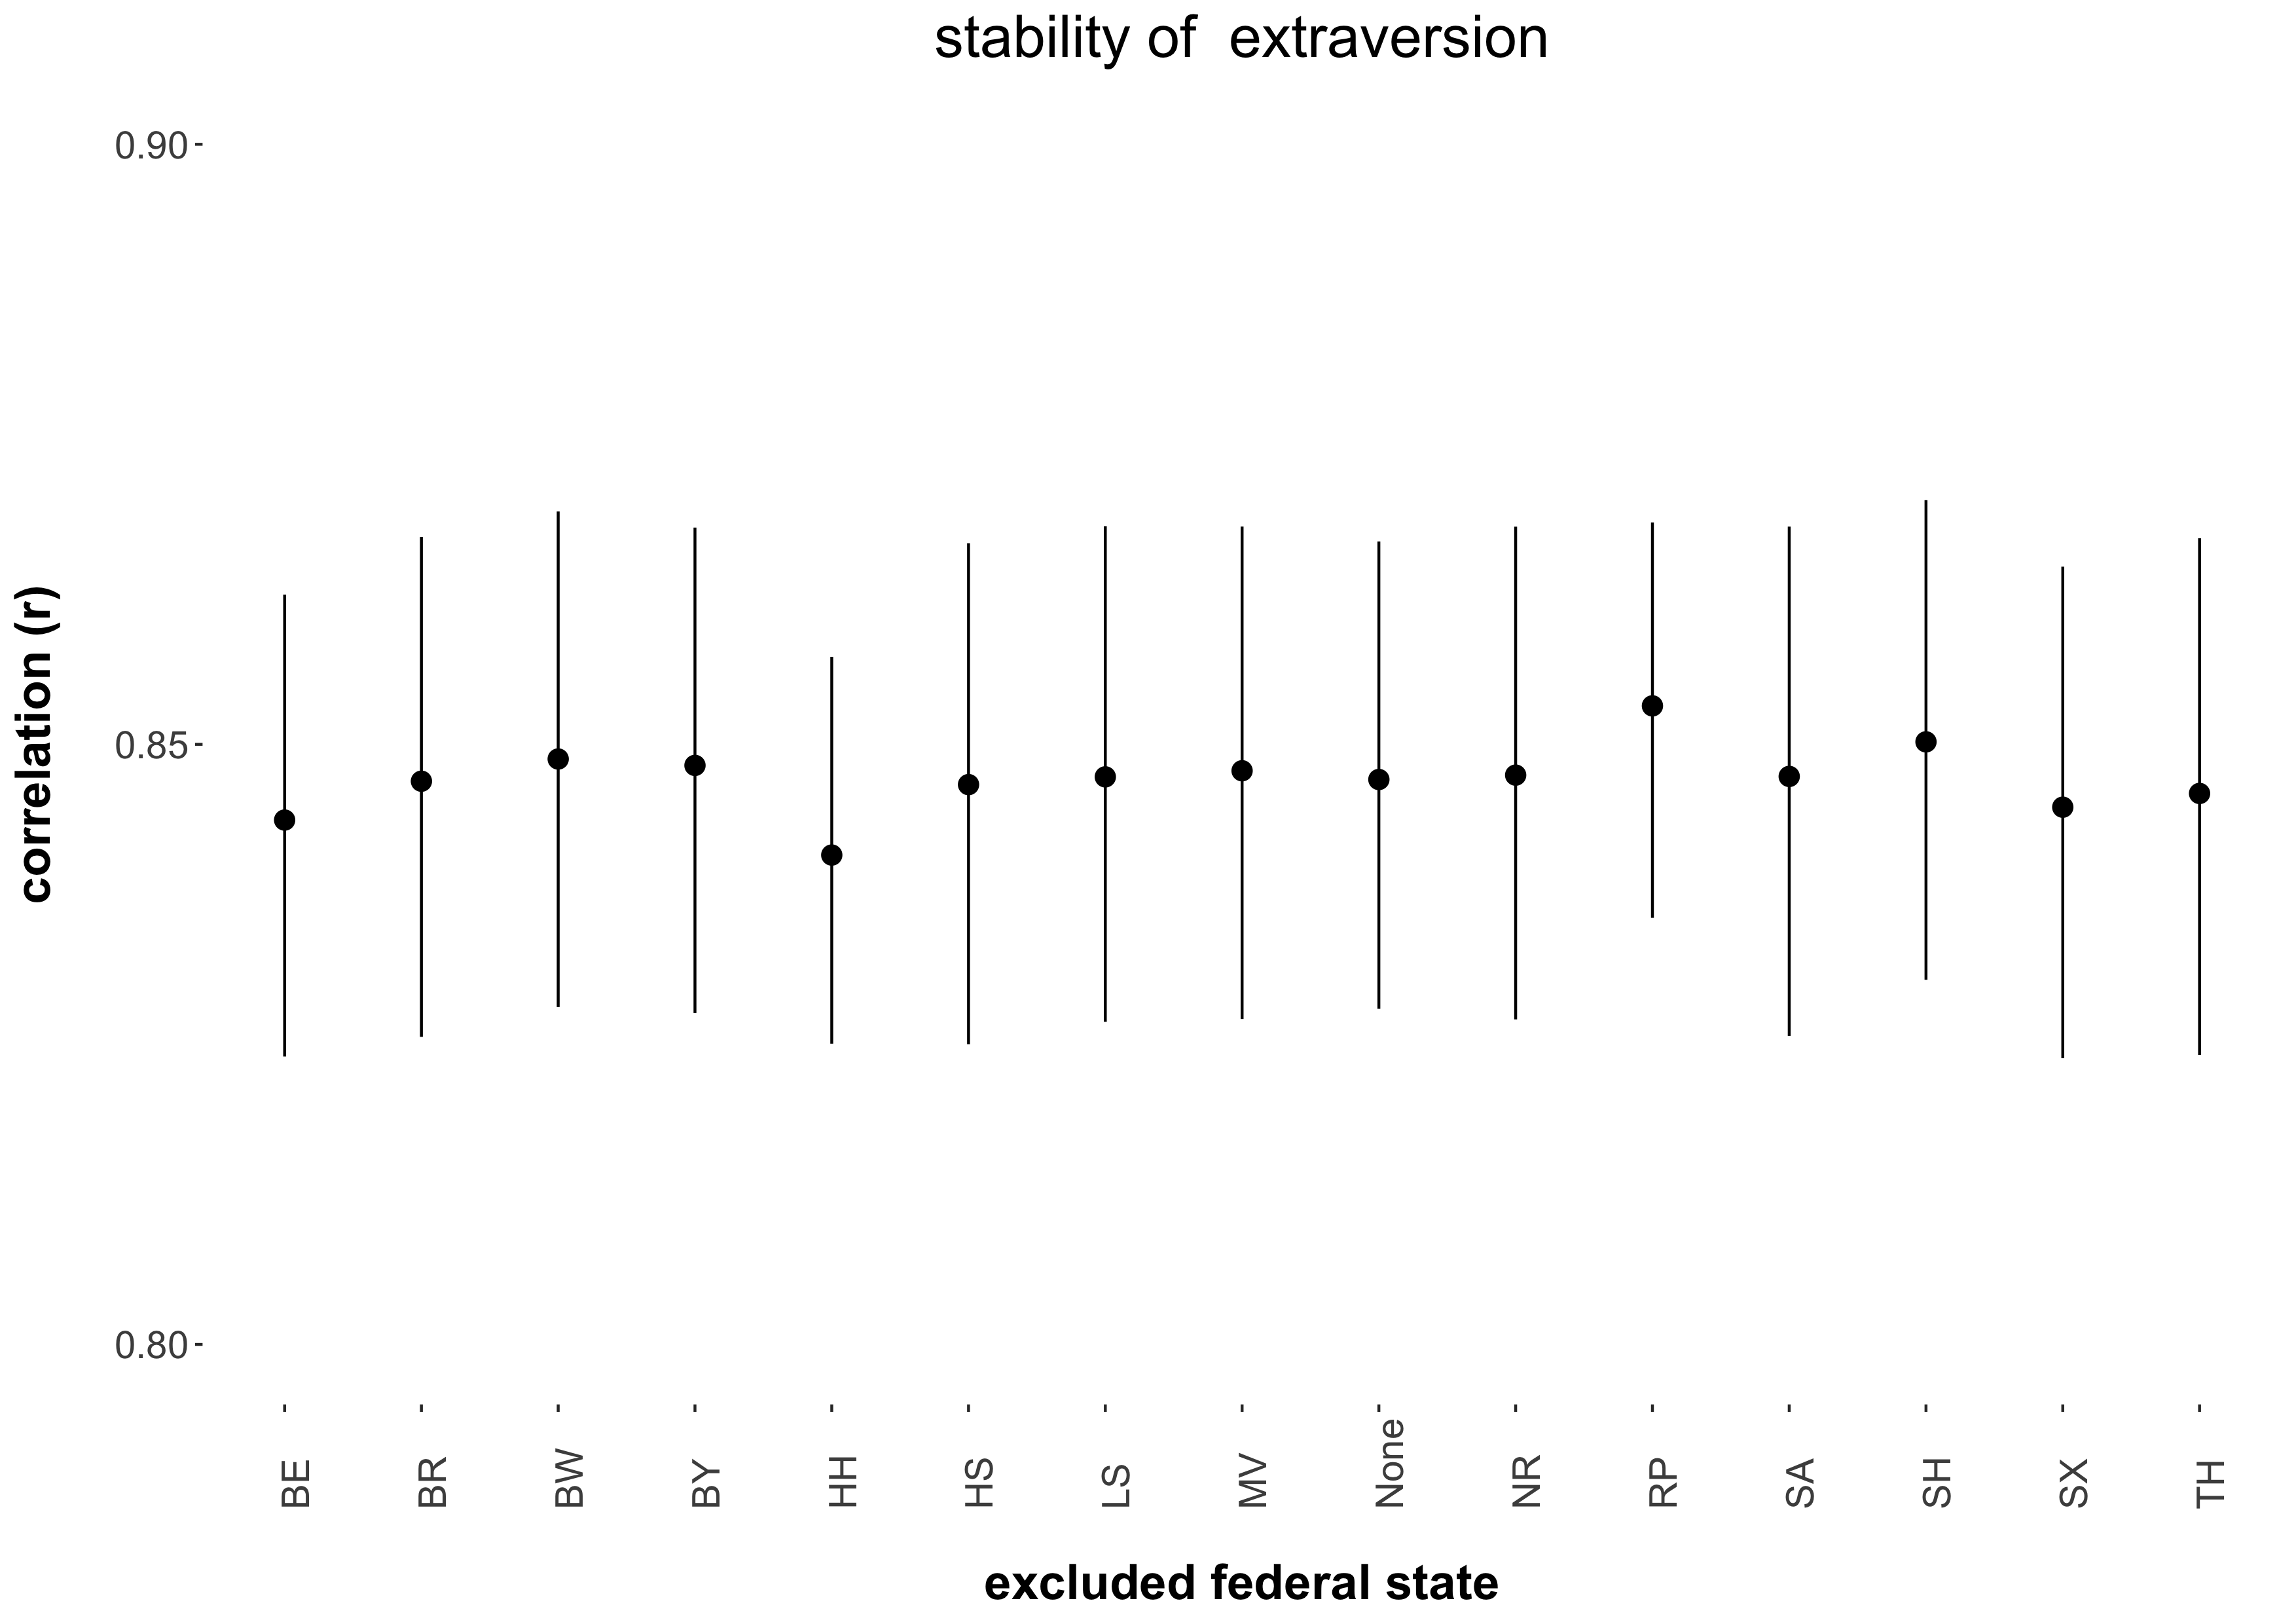 stability of  extraversion
0.90
0.85
0.80
correlation (r)
BE
BR
BW
BY
HH
HS
LS
MV
None
NR
RP
SA
SH
SX
TH
excluded federal state